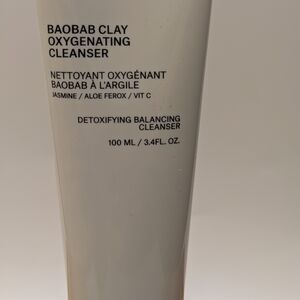 BAOBAB CLAY
OXYGENATING
CLEANSER
NETTOYANT OXYGÉNANT
BAOBAB À L'ARGILE
JASMINE / ALOE FEROX / VIT C
DETOXIFYING BALANCING
CLEANSER
100 ML / 3.4FL. OZ.